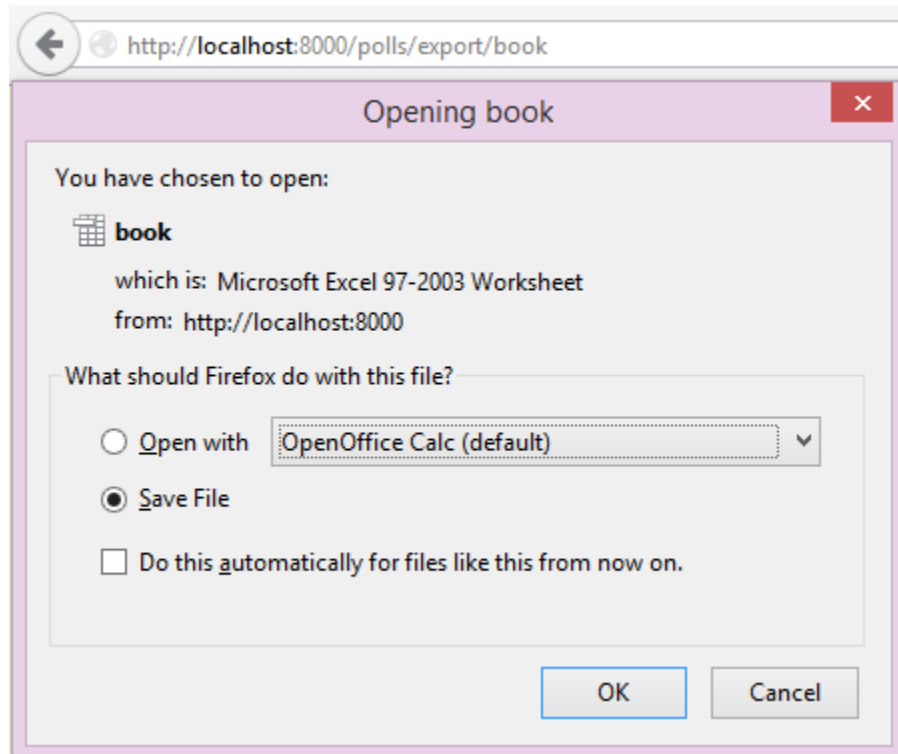 http://localhost:8000/polls/export/book
Opening book
You have chosen to open:
book
which is: Microsoft Excel 97-2003 Worksheet
from: http://localhost:8000
What should Firefox do with this file?
Open with OpenOffice Calc (default)
Save File
Do this automatically for files like this from now on.
OK Cancel